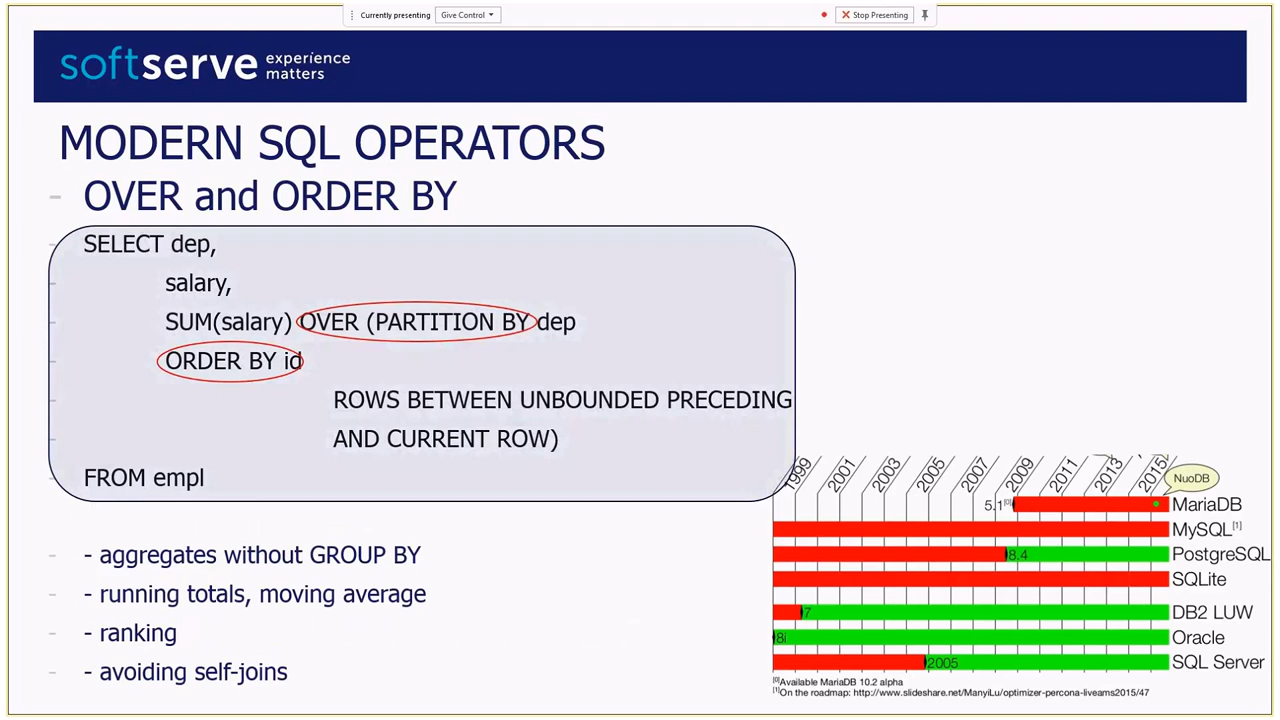 Currently presenting Give Control Stop Presenting
softserve experience matters
MODERN SQL OPERATORS
- OVER and ORDER BY
SELECT dep,
salary,
SUM(salary) OVER (PARTITION BY dep
ORDER BY id
ROWS BETWEEN UNBOUNDED PRECEDING
AND CURRENT ROW)
FROM empl
- - aggregates without GROUP BY
- - running totals, moving average
- - ranking
- - avoiding self-joins
1999 2001 2003 2005 2007 2009 2011 2013 2015
NuoDB
5.1[0] MariaDB
MySQL[1]
8.4 PostgreSQL
SQLite
7 DB2 LUW
8i Oracle
2005 SQL Server
[0]Available MariaDB 10.2 alpha
[1]On the roadmap: http://www.slideshare.net/ManyiLu/optimizer-percona-liveams2015/47